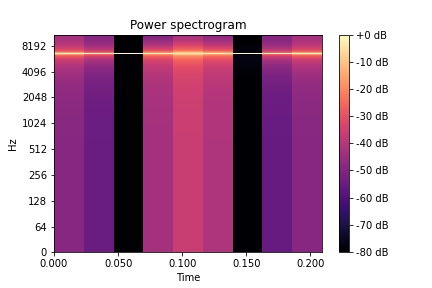 Power spectrogram
Hz
8192
4096
2048
1024
512
256
128
64
0
0.000 0.050 0.100 0.150 0.200
Time
+0 dB
-10 dB
-20 dB
-30 dB
-40 dB
-50 dB
-60 dB
-70 dB
-80 dB